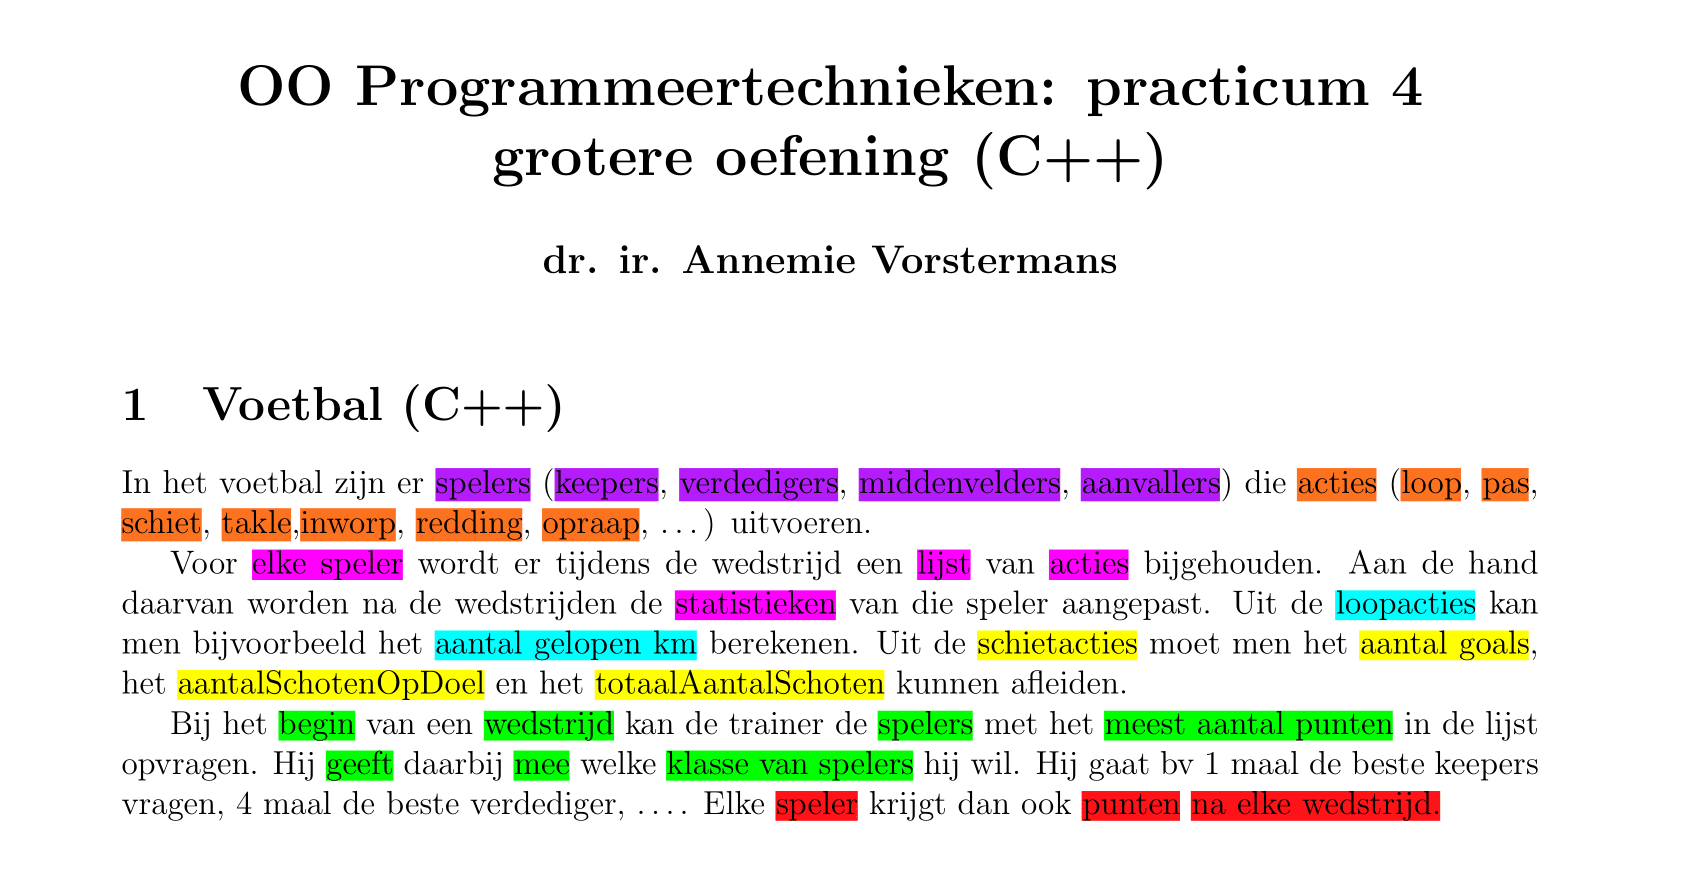 OO Programmeertechnieken: practicum 4
grotere oefening (C++)
dr. ir. Annemie Vorstermans
1 Voetbal (C++)
In het voetbal zijn er spelers (keepers, verdedigers, middenvelders, aanvallers) die acties (loop, pas,
schiet, takle,inworp, redding, opraap, ...) uitvoeren.
Voor elke speler wordt er tijdens de wedstrijd een lijst van acties bijgehouden. Aan de hand
daarvan worden na de wedstrijden de statistieken van die speler aangepast. Uit de loopacties kan
men bijvoorbeeld het aantal gelopen km berekenen. Uit de schietacties moet men het aantal goals,
het aantalSchotenOpDoel en het totaalAantalSchoten kunnen afleiden.
Bij het begin van een wedstrijd kan de trainer de spelers met het meest aantal punten in de lijst
opvragen. Hij geeft daarbij mee welke klasse van spelers hij wil. Hij gaat bv 1 maal de beste keepers
vragen, 4 maal de beste verdediger, .... Elke speler krijgt dan ook punten na elke wedstrijd.